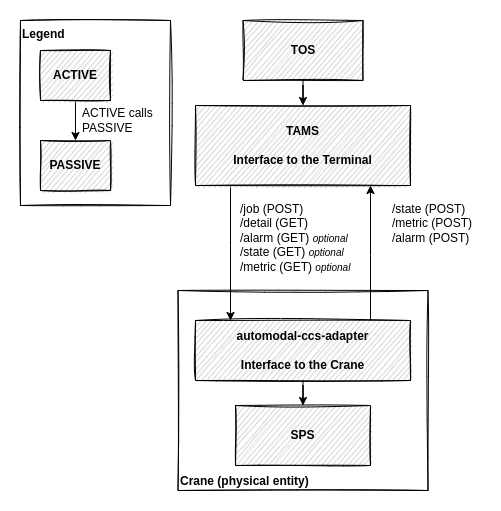 Legend
ACTIVE
ACTIVE calls
PASSIVE
PASSIVE
TOS
TAMS
Interface to the Terminal
/job (POST)
/detail (GET)
/alarm (GET) optional
/state (GET) optional
/metric (GET) optional
/state (POST)
/metric (POST)
/alarm (POST)
automodal-ccs-adapter
Interface to the Crane
SPS
Crane (physical entity)